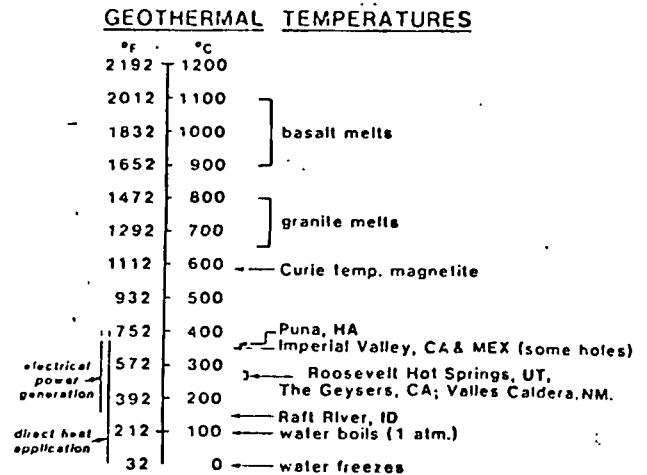 GEOTHERMAL TEMPERATURES
°F °C
2192 1200
2012 1100
basalt melts
1832 1000
1652 900
1472 800
granite melts
1292 700
1112 600
Curie temp. magnetite
932 500
752 400
Puna, HA
Imperial Valley, CA & MEX (some holes)
electrical
power
generation
572 300
Roosevelt Hot Springs, UT,
The Geysers, CA; Valles Caldera, NM.
392 200
Raft River, ID
direct heat
application
212 100
water boils (1 atm.)
32 0
water freezes